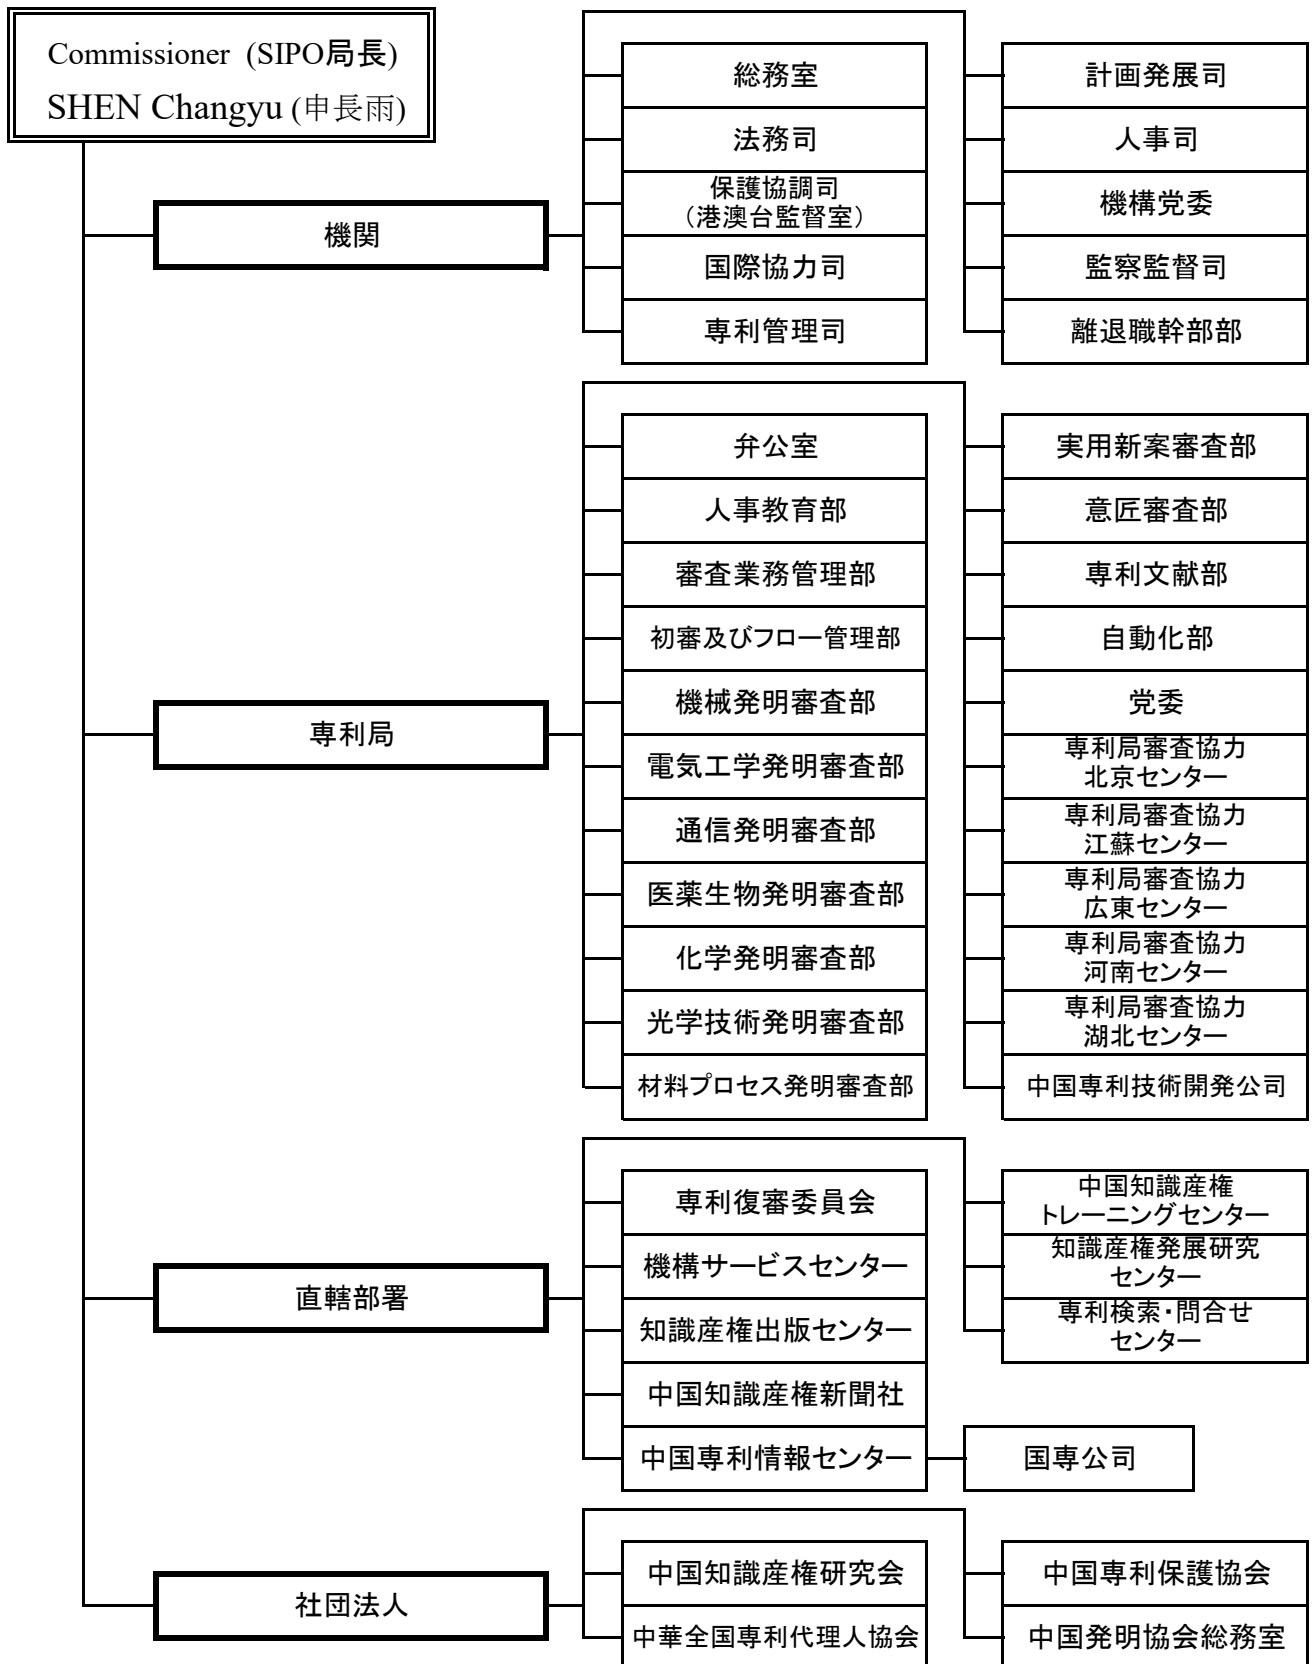 Commissioner (SIPO局長)
SHEN Changyu (申長雨)
機関
総務室
法務司
保護協調司
（港澳台監督室）
国際協力司
専利管理司
計画発展司
人事司
機構党委
監察監督司
離退職幹部部
専利局
弁公室
人事教育部
審査業務管理部
初審及びフロー管理部
機械発明審査部
電気工学発明審査部
通信発明審査部
医薬生物発明審査部
化学発明審査部
光学技術発明審査部
材料プロセス発明審査部
実用新案審査部
意匠審査部
専利文献部
自動化部
党委
専利局審査協力
北京センター
専利局審査協力
江蘇センター
専利局審査協力
広東センター
専利局審査協力
河南センター
専利局審査協力
湖北センター
中国専利技術開発公司
直轄部署
専利復審委員会
機構サービスセンター
知識産権出版センター
中国知識産権新聞社
中国専利情報センター
国専公司
中国知識産権
トレーニングセンター
知識産権発展研究
センター
専利検索・問合せ
センター
社団法人
中国知識産権研究会
中華全国専利代理人協会
中国専利保護協会
中国発明協会総務室